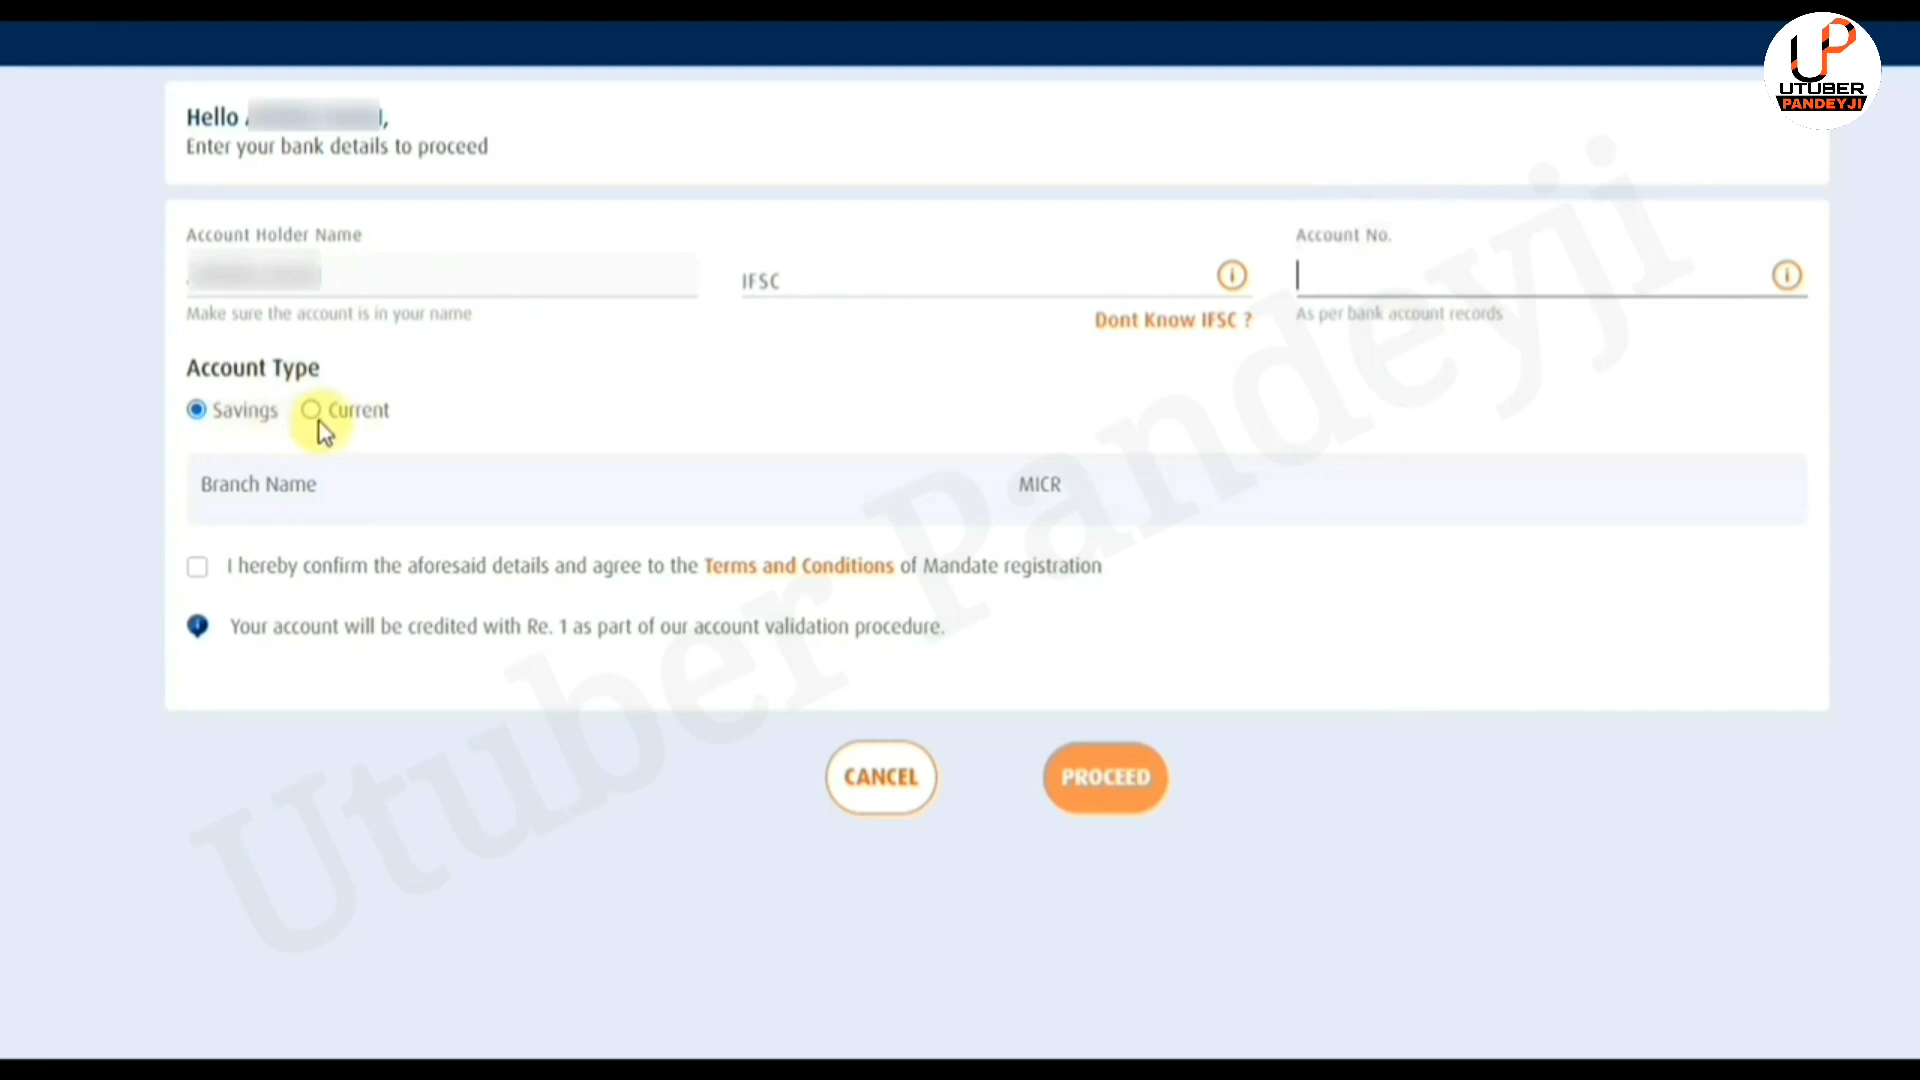 UP
UTUBER
PANDEYJI
Hello
Enter your bank details to proceed
Account Holder Name
Make sure the account is in your name
IFSC
Dont Know IFSC ?
Account No.
As per bank account records
Account Type
Savings Current
Branch Name MICR
I hereby confirm the aforesaid details and agree to the Terms and Conditions of Mandate registration
Your account will be credited with Re. 1 as part of our account validation procedure.
CANCEL PROCEED
Utuber Pandeyji